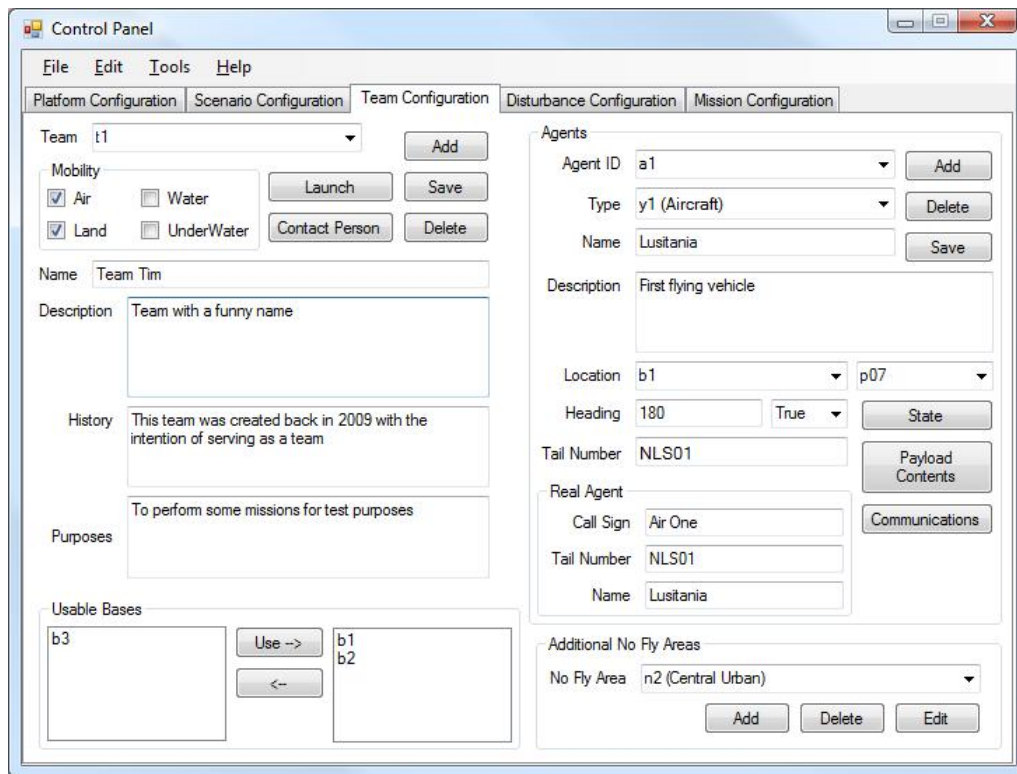 Control Panel
File Edit Tools Help
Platform Configuration Scenario Configuration Team Configuration Disturbance Configuration Mission Configuration
Team t1
Add
Mobility
Air Water
Land UnderWater
Launch Save
Contact Person Delete
Name Team Tim
Description Team with a funny name
History This team was created back in 2009 with the
intention of serving as a team
Purposes To perform some missions for test purposes
Usable Bases
b3
Use -->
<--
b1
b2
Agents
Agent ID a1 Add
Type y1 (Aircraft) Delete
Name Lusitania Save
Description First flying vehicle
Location b1 p07
Heading 180 True State
Tail Number NLS01
Payload
Contents
Communications
Real Agent
Call Sign Air One
Tail Number NLS01
Name Lusitania
Additional No Fly Areas
No Fly Area n2 (Central Urban)
Add Delete Edit